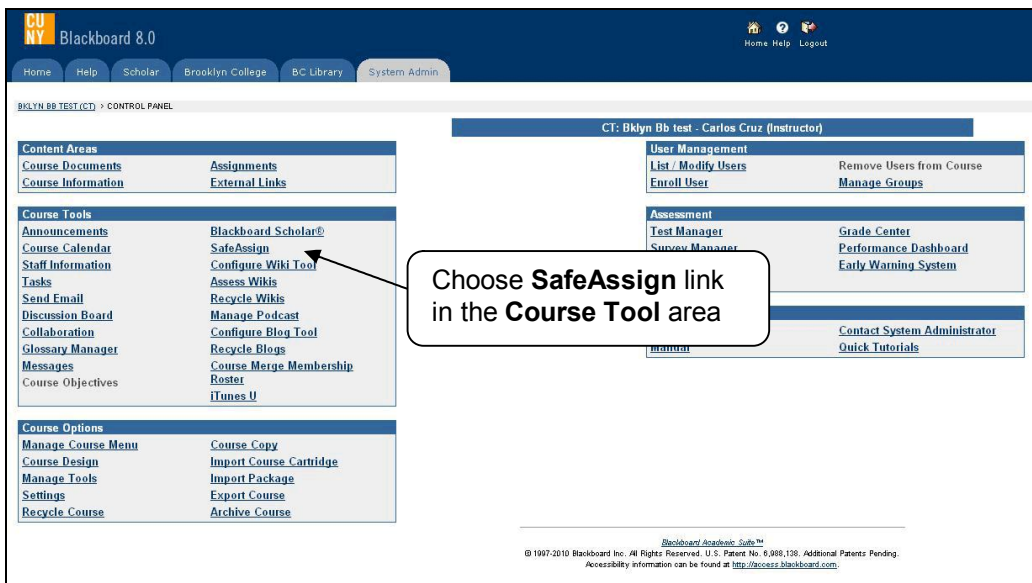 CU
NY Blackboard 8.0
Home Help Logout
Home Help Scholar Brooklyn College BC Library System Admin
BKLYN BB TEST (CT) > CONTROL PANEL
CT: Bklyn Bb test - Carlos Cruz (Instructor)
Content Areas
Course Documents Assignments
Course Information External Links
User Management
List / Modify Users Remove Users from Course
Enroll User Manage Groups
Course Tools
Announcements Blackboard Scholar®
Course Calendar SafeAssign
Staff Information Configure Wiki Tool
Tasks Assess Wikis
Send Email Recycle Wikis
Discussion Board Manage Podcast
Collaboration Configure Blog Tool
Glossary Manager Recycle Blogs
Messages Course Merge Membership
Course Objectives Roster
iTunes U
Assessment
Test Manager Grade Center
Survey Manager Performance Dashboard
Early Warning System
Choose SafeAssign link
in the Course Tool area
Contact System Administrator
Manual Quick Tutorials
Course Options
Manage Course Menu Course Copy
Course Design Import Course Cartridge
Manage Tools Import Package
Settings Export Course
Recycle Course Archive Course
Blackboard Academic Suite™
© 1997-2010 Blackboard Inc. All Rights Reserved. U.S. Patent No. 6,988,138. Additional Patents Pending.
Accessibility information can be found at http://access.blackboard.com.